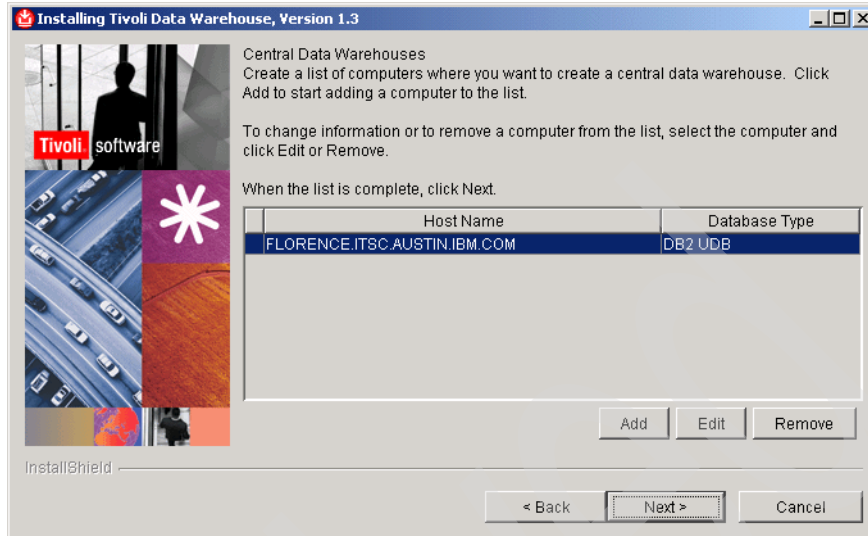 Installing Tivoli Data Warehouse, Version 1.3
Central Data Warehouses
Create a list of computers where you want to create a central data warehouse. Click
Add to start adding a computer to the list.
To change information or to remove a computer from the list, select the computer and
click Edit or Remove.
When the list is complete, click Next.
Tivoli software
Host Name Database Type
FLORENCE.ITSC.AUSTIN.IBM.COM DB2 UDB
Add Edit Remove
InstallShield
< Back Next > Cancel